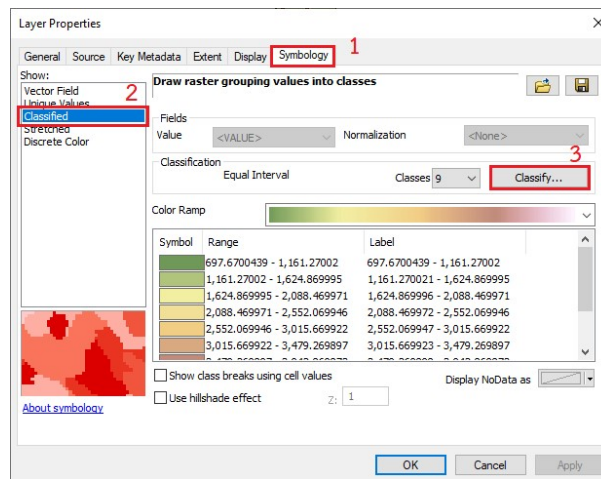 Layer Properties
1
General Source Key Metadata Extent Display Symbology
Show:
Vector Field
Unique Values
Classified
Stretched
Discrete Color
2
Draw raster grouping values into classes
Fields
Value <VALUE> Normalization <None>
3
Classification
Equal Interval Classes 9 Classify...
Color Ramp
Symbol Range Label
697.6700439 - 1,161.27002 697.6700439 - 1,161.27002
1,161.27002 - 1,624.869995 1,161.270021 - 1,624.869995
1,624.869995 - 2,088.469971 1,624.869996 - 2,088.469971
2,088.469971 - 2,552.069946 2,088.469972 - 2,552.069946
2,552.069946 - 3,015.669922 2,552.069947 - 3,015.669922
3,015.669922 - 3,479.269897 3,015.669923 - 3,479.269897
Show class breaks using cell values Display NoData as
Use hillshade effect Z: 1
About symbology
OK Cancel Apply